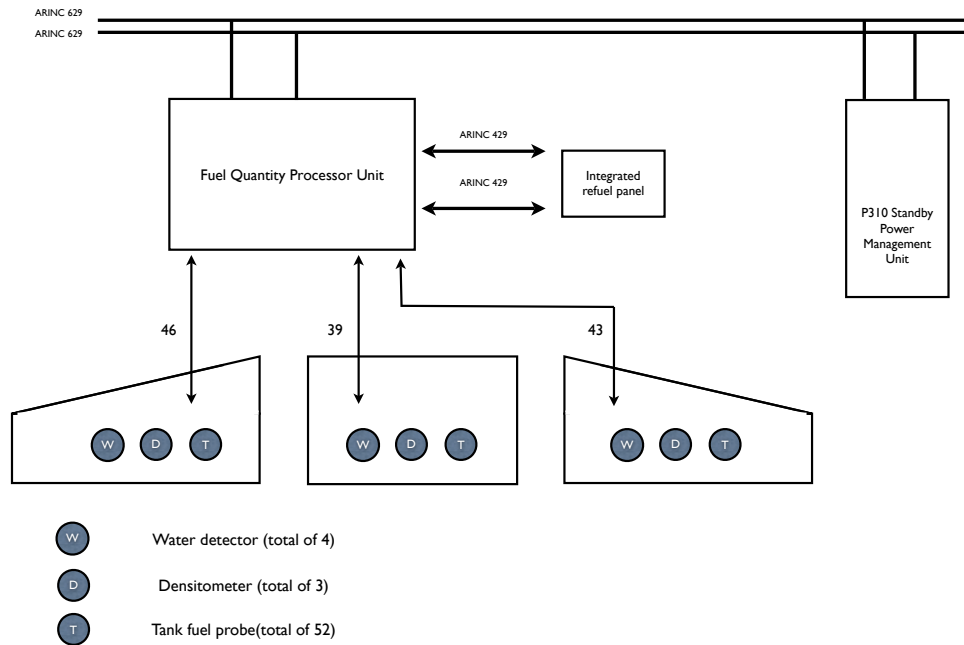 ARINC 629
ARINC 629
Fuel Quantity Processor Unit
ARINC 429
ARINC 429
Integrated
refuel panel
P310 Standby
Power
Management
Unit
46
39
43
W D T
W D T
W D T
W Water detector (total of 4)
D Densitometer (total of 3)
T Tank fuel probe(total of 52)